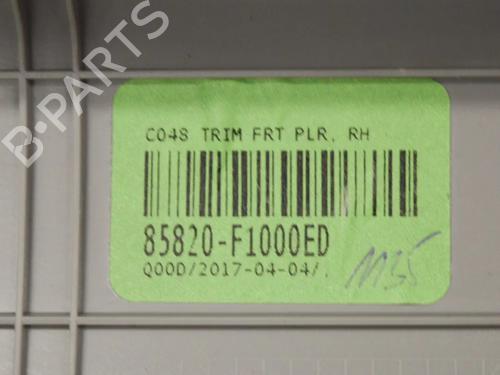 B-Parts
C048 TRIM FRT PLR, RH
85820-F1000ED
Q00D/2017-04-04/.
M35